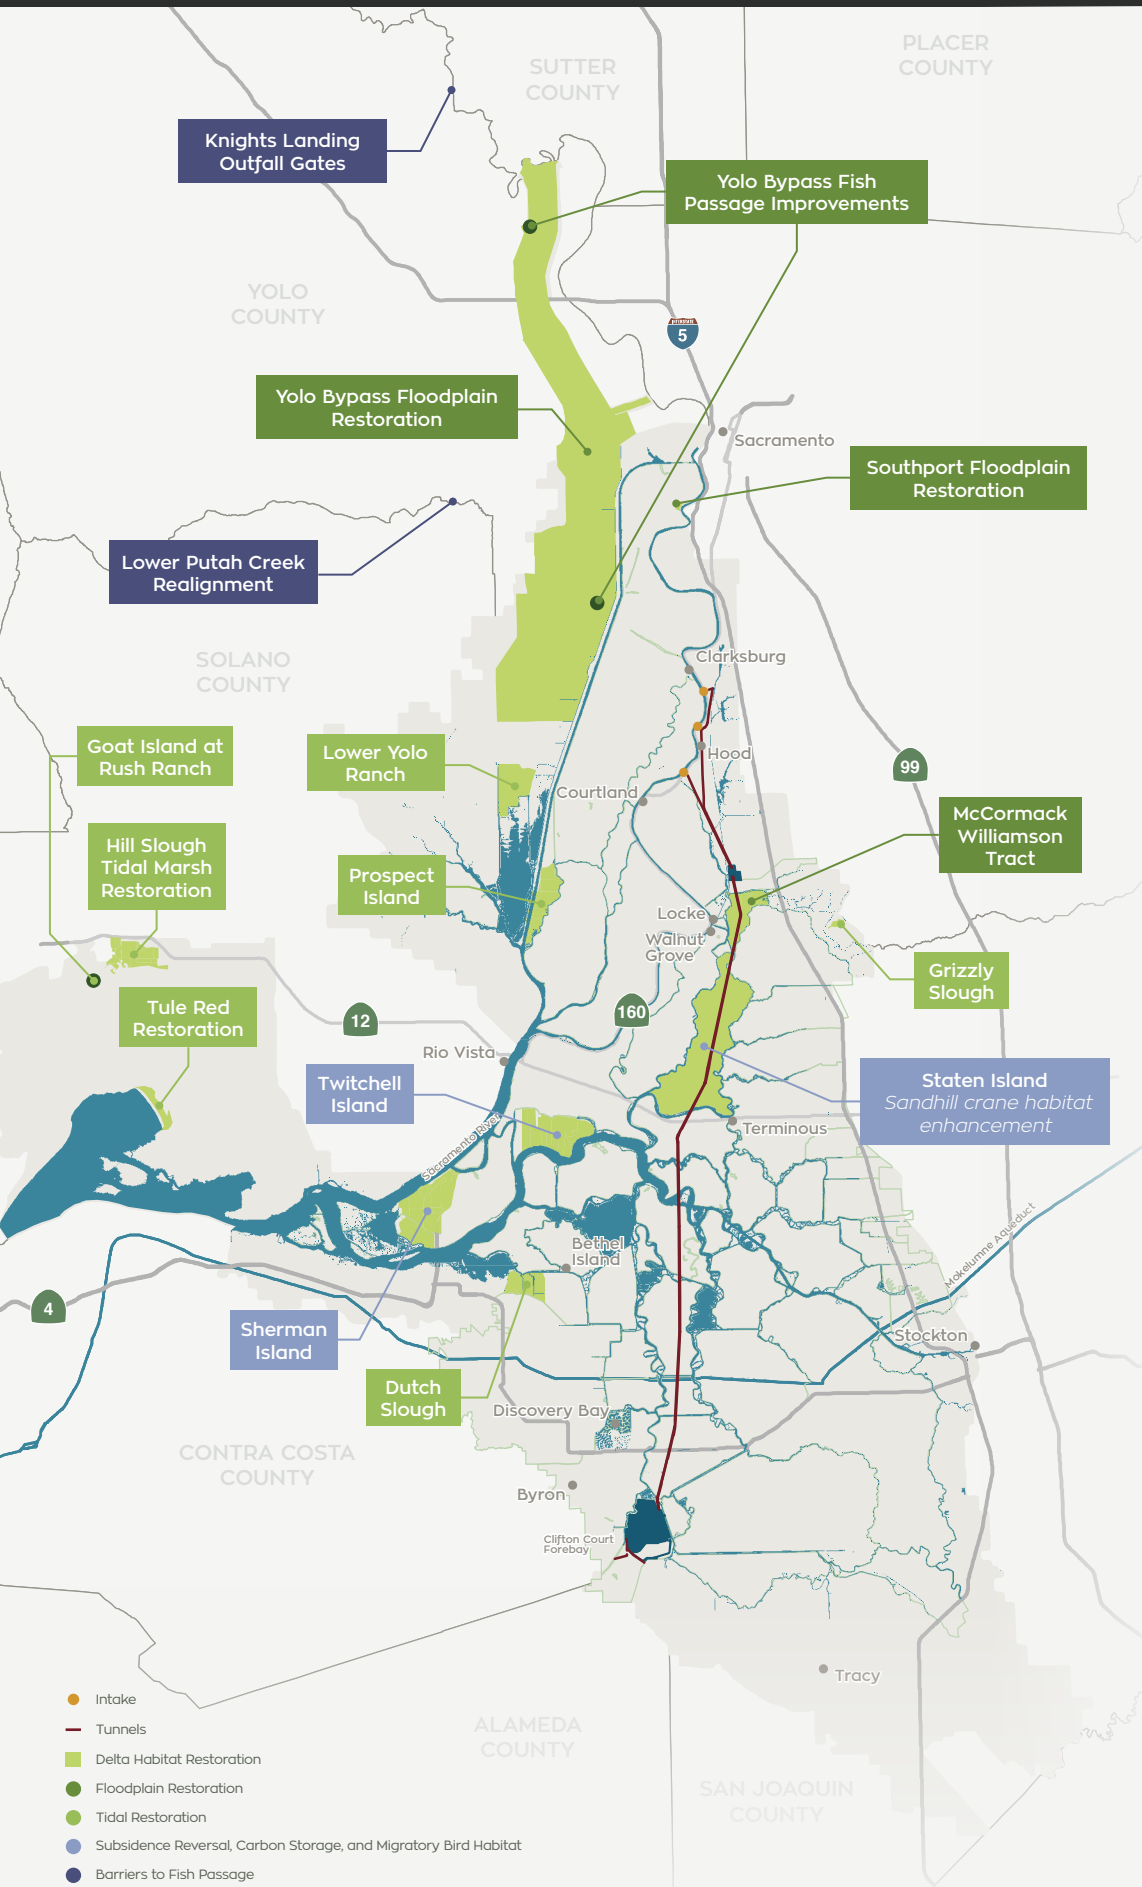 SUTTER
COUNTY
PLACER
COUNTY
Knights Landing
Outfall Gates
Yolo Bypass Fish
Passage Improvements
YOLO
COUNTY
INTERSTATE
5
Yolo Bypass Floodplain
Restoration
Sacramento
Southport Floodplain
Restoration
Lower Putah Creek
Realignment
SOLANO
COUNTY
Clarksburg
Goat Island at
Rush Ranch
Lower Yolo
Ranch
Hood
99
Courtland
McCormack
Williamson
Tract
Hill Slough
Tidal Marsh
Restoration
Prospect
Island
Locke
Walnut
Grove
Grizzly
Slough
Tule Red
Restoration
12
160
Rio Vista
Twitchell
Island
Staten Island
Sandhill crane habitat
enhancement
Terminous
Sacramento River
Mokelumne Aqueduct
Bethel
Island
4
Sherman
Island
Stockton
Dutch
Slough
Discovery Bay
CONTRA COSTA
COUNTY
Byron
Clifton Court
Forebay
Tracy
ALAMEDA
COUNTY
SAN JOAQUIN
COUNTY
Intake
Tunnels
Delta Habitat Restoration
Floodplain Restoration
Tidal Restoration
Subsidence Reversal, Carbon Storage, and Migratory Bird Habitat
Barriers to Fish Passage